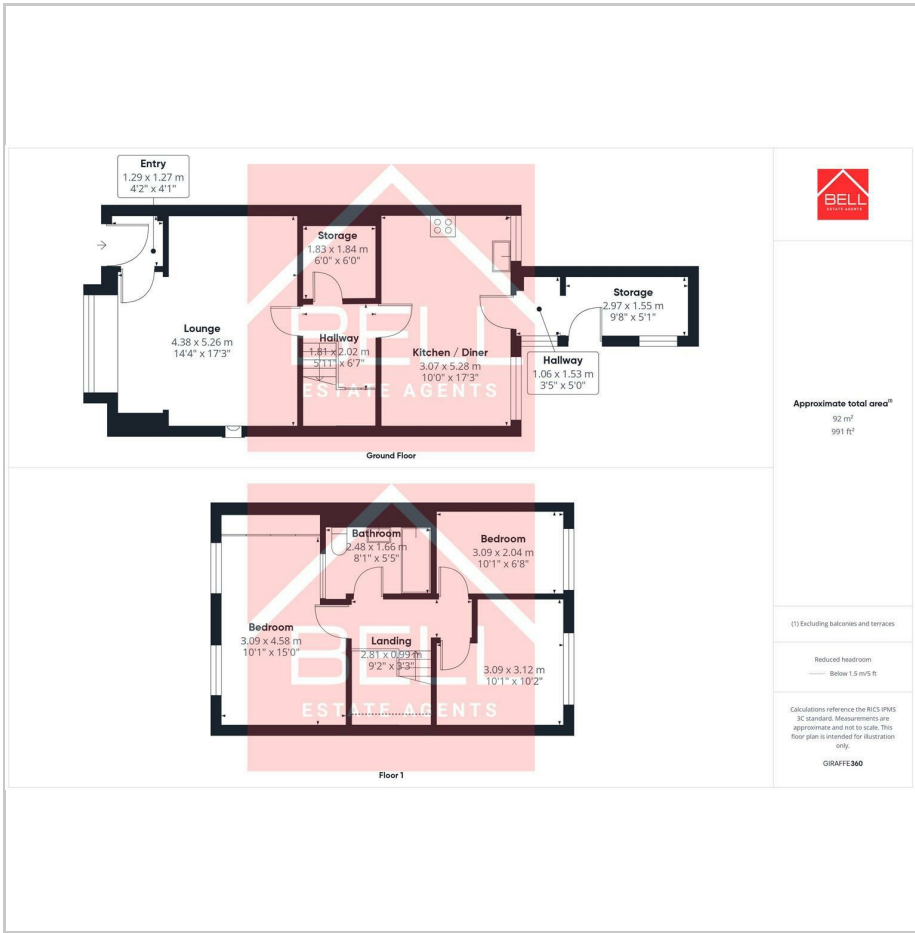 Entry
1.29 x 1.27 m
4'2" x 4'1"
Storage
1.83 x 1.84 m
6'0" x 6'0"
Lounge
4.38 x 5.26 m
14'4" x 17'3"
Hallway
1.81 x 2.02 m
5'11" x 6'7"
Kitchen / Diner
3.07 x 5.28 m
10'0" x 17'3"
Storage
2.97 x 1.55 m
9'8" x 5'1"
Hallway
1.06 x 1.53 m
3'5" x 5'0"
BELL
ESTATE AGENTS
Ground Floor
Bathroom
2.48 x 1.66 m
8'1" x 5'5"
Bedroom
3.09 x 2.04 m
10'1" x 6'8"
Bedroom
3.09 x 4.58 m
10'1" x 15'0"
Landing
2.81 x 0.99 m
9'2" x 3'3"
3.09 x 3.12 m
10'1" x 10'2"
BELL
ESTATE AGENTS
Floor 1
BELL
ESTATE AGENTS
Approximate total area(1)
92 m²
991 ft²
(1) Excluding balconies and terraces
Reduced headroom
Below 1.5 m/5 ft
Calculations reference the RICS IPMS
3C standard. Measurements are
approximate and not to scale. This
floor plan is intended for illustration
only.
GIRAFFE360